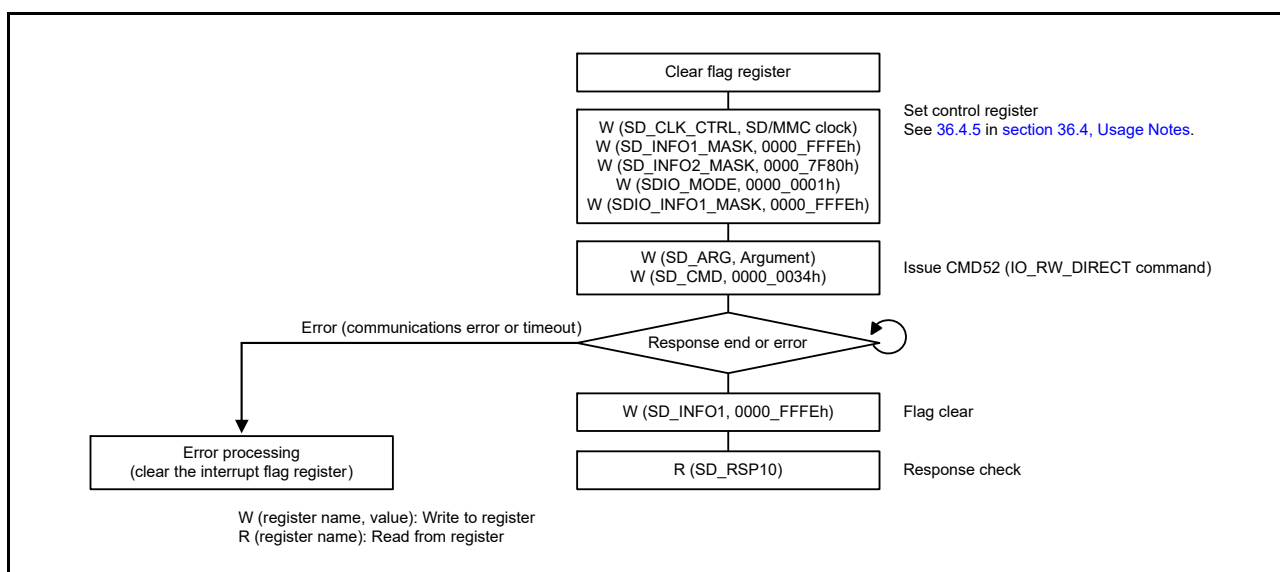 Clear flag register
W (SD_CLK_CTRL, SD/MMC clock)
W (SD_INFO1_MASK, 0000_FFFEh)
W (SD_INFO2_MASK, 0000_7F80h)
W (SDIO_MODE, 0000_0001h)
W (SDIO_INFO1_MASK, 0000_FFFEh)
Set control register
See 36.4.5 in section 36.4, Usage Notes.
W (SD_ARG, Argument)
W (SD_CMD, 0000_0034h)
Issue CMD52 (IO_RW_DIRECT command)
Error (communications error or timeout)
Response end or error
W (SD_INFO1, 0000_FFFEh)
Flag clear
Error processing
(clear the interrupt flag register)
R (SD_RSP10)
Response check
W (register name, value): Write to register
R (register name): Read from register